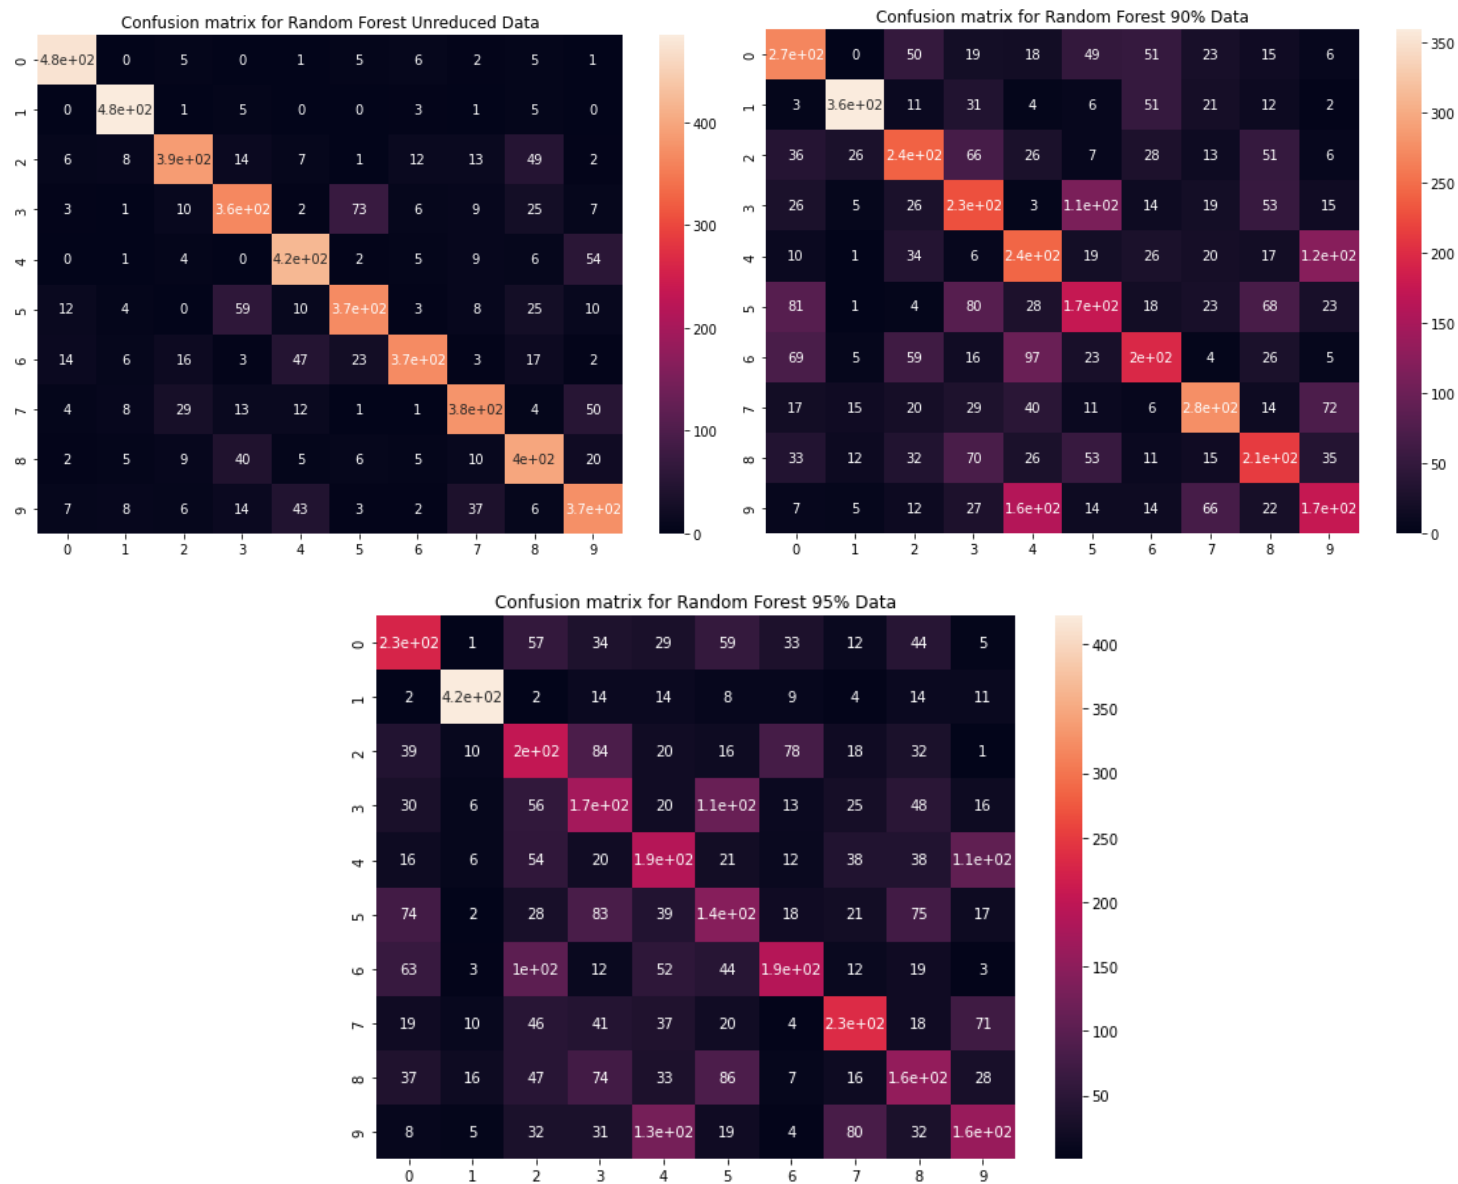 Confusion matrix for Random Forest Unreduced Data
0 4.8e+02 0 5 0 1 5 6 2 5 1
1 0 4.8e+02 1 5 0 0 3 1 5 0
2 6 8 3.9e+02 14 7 1 12 13 49 2
3 3 1 10 3.6e+02 2 73 6 9 25 7
4 0 1 4 0 4.2e+02 2 5 9 6 54
5 12 4 0 59 10 3.7e+02 3 8 25 10
6 14 6 16 3 47 23 3.7e+02 3 17 2
7 4 8 29 13 12 1 1 3.8e+02 4 50
8 2 5 9 40 5 6 5 10 4e+02 20
9 7 8 6 14 43 3 2 37 6 3.7e+02
0 1 2 3 4 5 6 7 8 9
400
300
200
100
0
Confusion matrix for Random Forest 90% Data
0 2.7e+02 0 50 19 18 49 51 23 15 6
1 3 3.6e+02 11 31 4 6 51 21 12 2
2 36 26 2.4e+02 66 26 7 28 13 51 6
3 26 5 26 2.3e+02 3 1.1e+02 14 19 53 15
4 10 1 34 6 2.4e+02 19 26 20 17 1.2e+02
5 81 1 4 80 28 1.7e+02 18 23 68 23
6 69 5 59 16 97 23 2e+02 4 26 5
7 17 15 20 29 40 11 6 2.8e+02 14 72
8 33 12 32 70 26 53 11 15 2.1e+02 35
9 7 5 12 27 1.6e+02 14 14 66 22 1.7e+02
0 1 2 3 4 5 6 7 8 9
350
300
250
200
150
100
50
0
Confusion matrix for Random Forest 95% Data
0 2.3e+02 1 57 34 29 59 33 12 44 5
1 2 4.2e+02 2 14 14 8 9 4 14 11
2 39 10 2e+02 84 20 16 78 18 32 1
3 30 6 56 1.7e+02 20 1.1e+02 13 25 48 16
4 16 6 54 20 1.9e+02 21 12 38 38 1.1e+02
5 74 2 28 83 39 1.4e+02 18 21 75 17
6 63 3 1e+02 12 52 44 1.9e+02 12 19 3
7 19 10 46 41 37 20 4 2.3e+02 18 71
8 37 16 47 74 33 86 7 16 1.6e+02 28
9 8 5 32 31 1.3e+02 19 4 80 32 1.6e+02
0 1 2 3 4 5 6 7 8 9
400
350
300
250
200
150
100
50